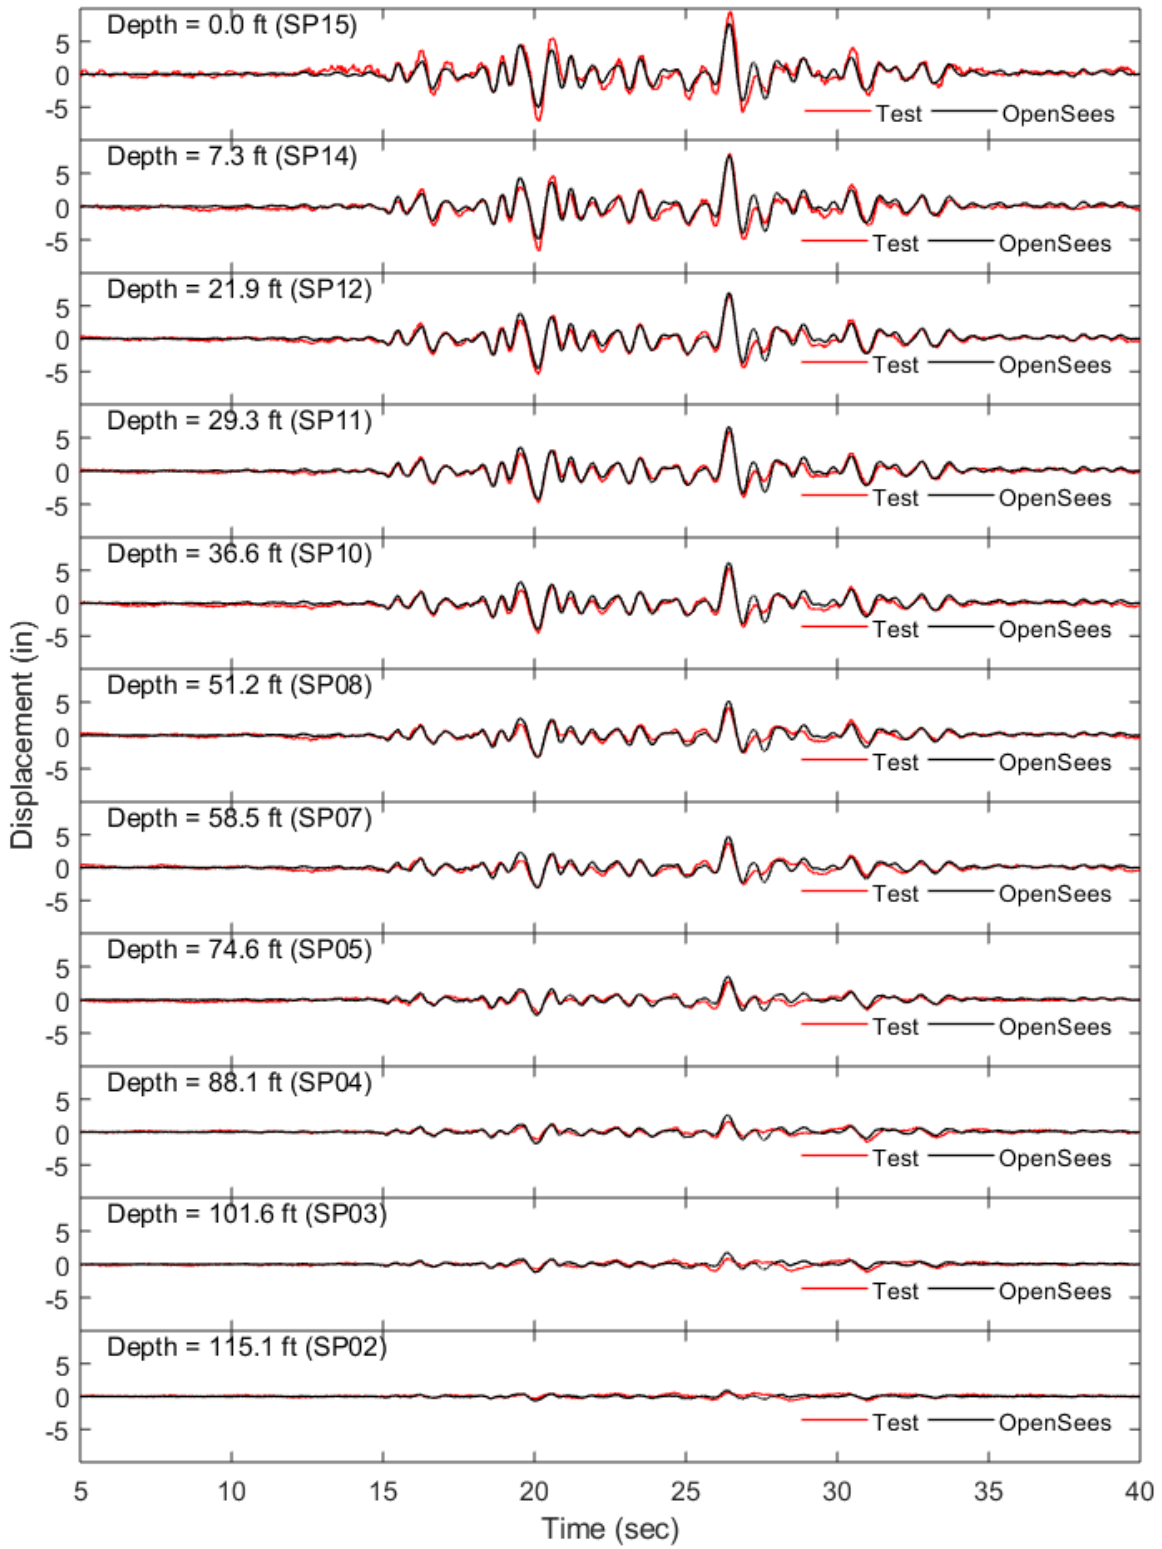 Depth = 0.0 ft (SP15)
5
0
-5
Test OpenSees
Depth = 7.3 ft (SP14)
5
0
-5
Test OpenSees
Depth = 21.9 ft (SP12)
5
0
-5
Test OpenSees
Depth = 29.3 ft (SP11)
5
0
-5
Test OpenSees
Depth = 36.6 ft (SP10)
5
0
-5
Test OpenSees
Depth = 51.2 ft (SP08)
5
0
-5
Test OpenSees
Depth = 58.5 ft (SP07)
5
0
-5
Test OpenSees
Depth = 74.6 ft (SP05)
5
0
-5
Test OpenSees
Depth = 88.1 ft (SP04)
5
0
-5
Test OpenSees
Depth = 101.6 ft (SP03)
5
0
-5
Test OpenSees
Depth = 115.1 ft (SP02)
5
0
-5
Test OpenSees
Displacement (in)
5 10 15 20 25 30 35 40
Time (sec)